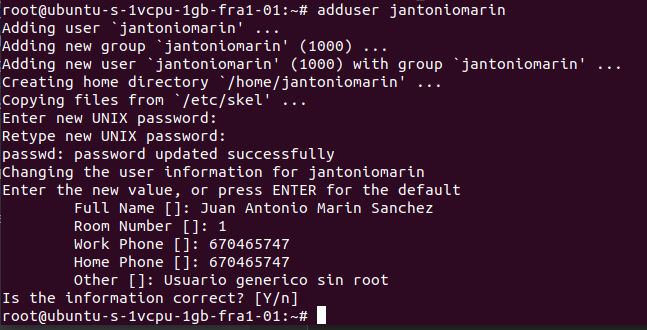 root@ubuntu-s-1vcpu-1gb-fra1-01:~# adduser jantoniomarin
Adding user `jantoniomarin' ...
Adding new group `jantoniomarin' (1000) ...
Adding new user `jantoniomarin' (1000) with group `jantoniomarin' ...
Creating home directory `/home/jantoniomarin' ...
Copying files from `/etc/skel' ...
Enter new UNIX password:
Retype new UNIX password:
passwd: password updated successfully
Changing the user information for jantoniomarin
Enter the new value, or press ENTER for the default
        Full Name []: Juan Antonio Marin Sanchez
        Room Number []: 1
        Work Phone []: 670465747
        Home Phone []: 670465747
        Other []: Usuario generico sin root
Is the information correct? [Y/n]
root@ubuntu-s-1vcpu-1gb-fra1-01:~#